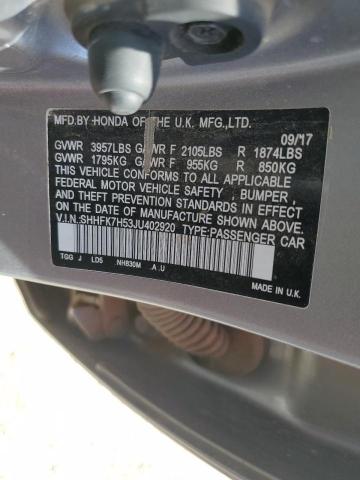 MFD.BY HONDA OF THE U.K. MFG.,LTD.
09/17
GVWR 3957LBS GAWR F 2105LBS R 1874LBS
GVWR 1795KG GAWR F 955KG R 850KG
THIS VEHICLE CONFORMS TO ALL APPLICABLE
FEDERAL MOTOR VEHICLE SAFETY, BUMPER, AND
THEFT PREVENTION STANDARDS IN EFFECT ON
THE DATE OF MANUFACTURE SHOWN ABOVE.
V.I.N:SHHFK7H53JU402920 TYPE:PASSENGER CAR
TGG J LD5 NH830M A.U